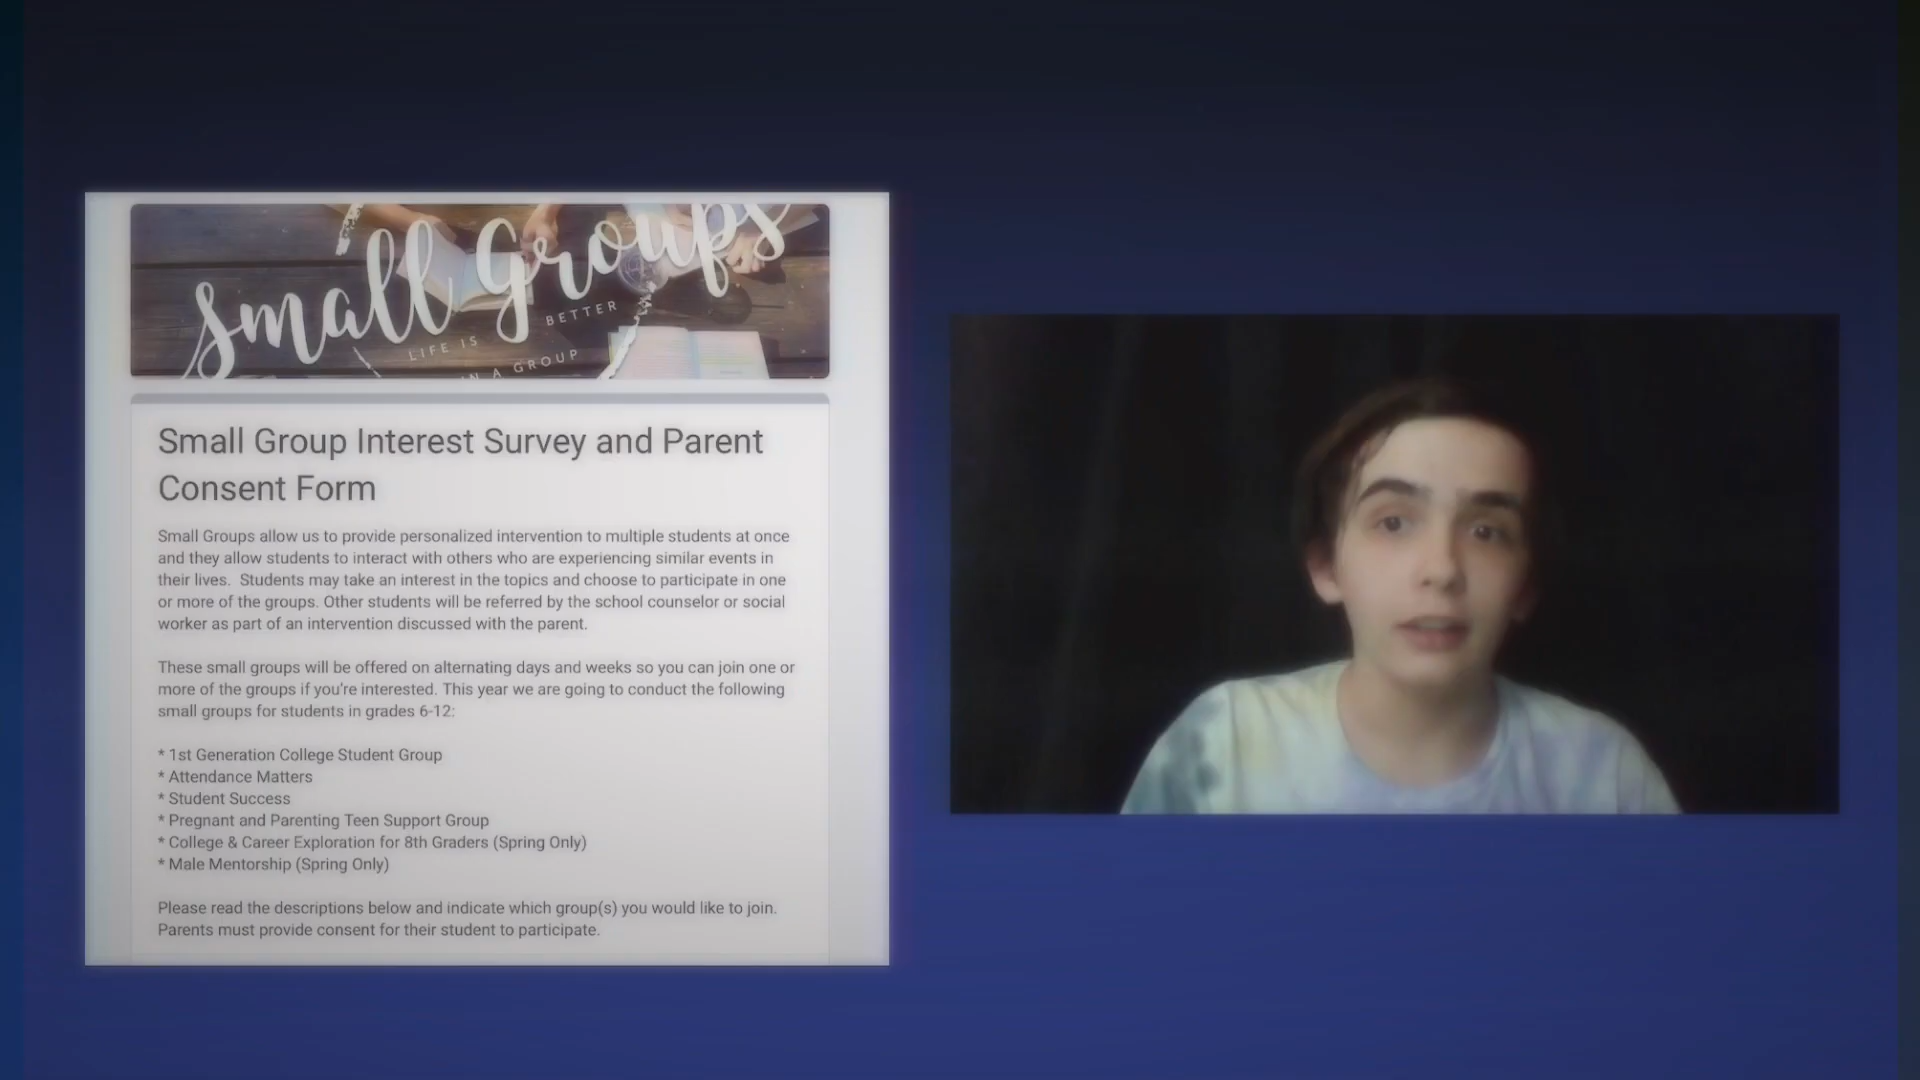 Small Groups
LIFE IS BETTER
IN A GROUP
Small Group Interest Survey and Parent
Consent Form
Small Groups allow us to provide personalized intervention to multiple students at once
and they allow students to interact with others who are experiencing similar events in
their lives.  Students may take an interest in the topics and choose to participate in one
or more of the groups. Other students will be referred by the school counselor or social
worker as part of an intervention discussed with the parent.
These small groups will be offered on alternating days and weeks so you can join one or
more of the groups if you're interested. This year we are going to conduct the following
small groups for students in grades 6-12:
* 1st Generation College Student Group
* Attendance Matters
* Student Success
* Pregnant and Parenting Teen Support Group
* College & Career Exploration for 8th Graders (Spring Only)
* Male Mentorship (Spring Only)
Please read the descriptions below and indicate which group(s) you would like to join.
Parents must provide consent for their student to participate.